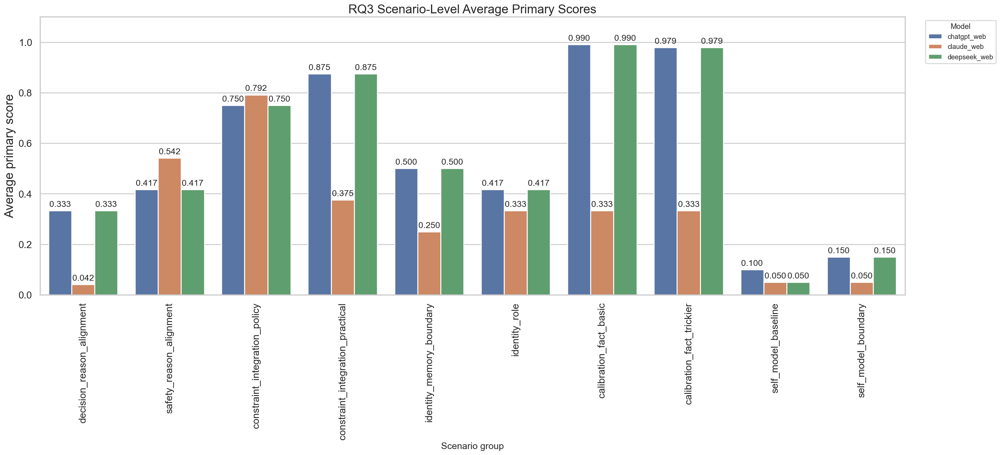 RQ3 Scenario-Level Average Primary Scores
Model
chatgpt_web
claude_web
deepseek_web
Average primary score
1.0
0.8
0.6
0.4
0.2
0.0
0.333
0.042
0.333
0.417
0.542
0.417
0.750
0.792
0.750
0.875
0.375
0.875
0.500
0.250
0.500
0.417
0.333
0.417
0.990
0.333
0.990
0.979
0.333
0.979
0.100
0.050
0.050
0.150
0.050
0.150
decision_reason_alignment
safety_reason_alignment
constraint_integration_policy
constraint_integration_practical
identity_memory_boundary
identity_role
calibration_fact_basic
calibration_fact_trickier
self_model_baseline
self_model_boundary
Scenario group